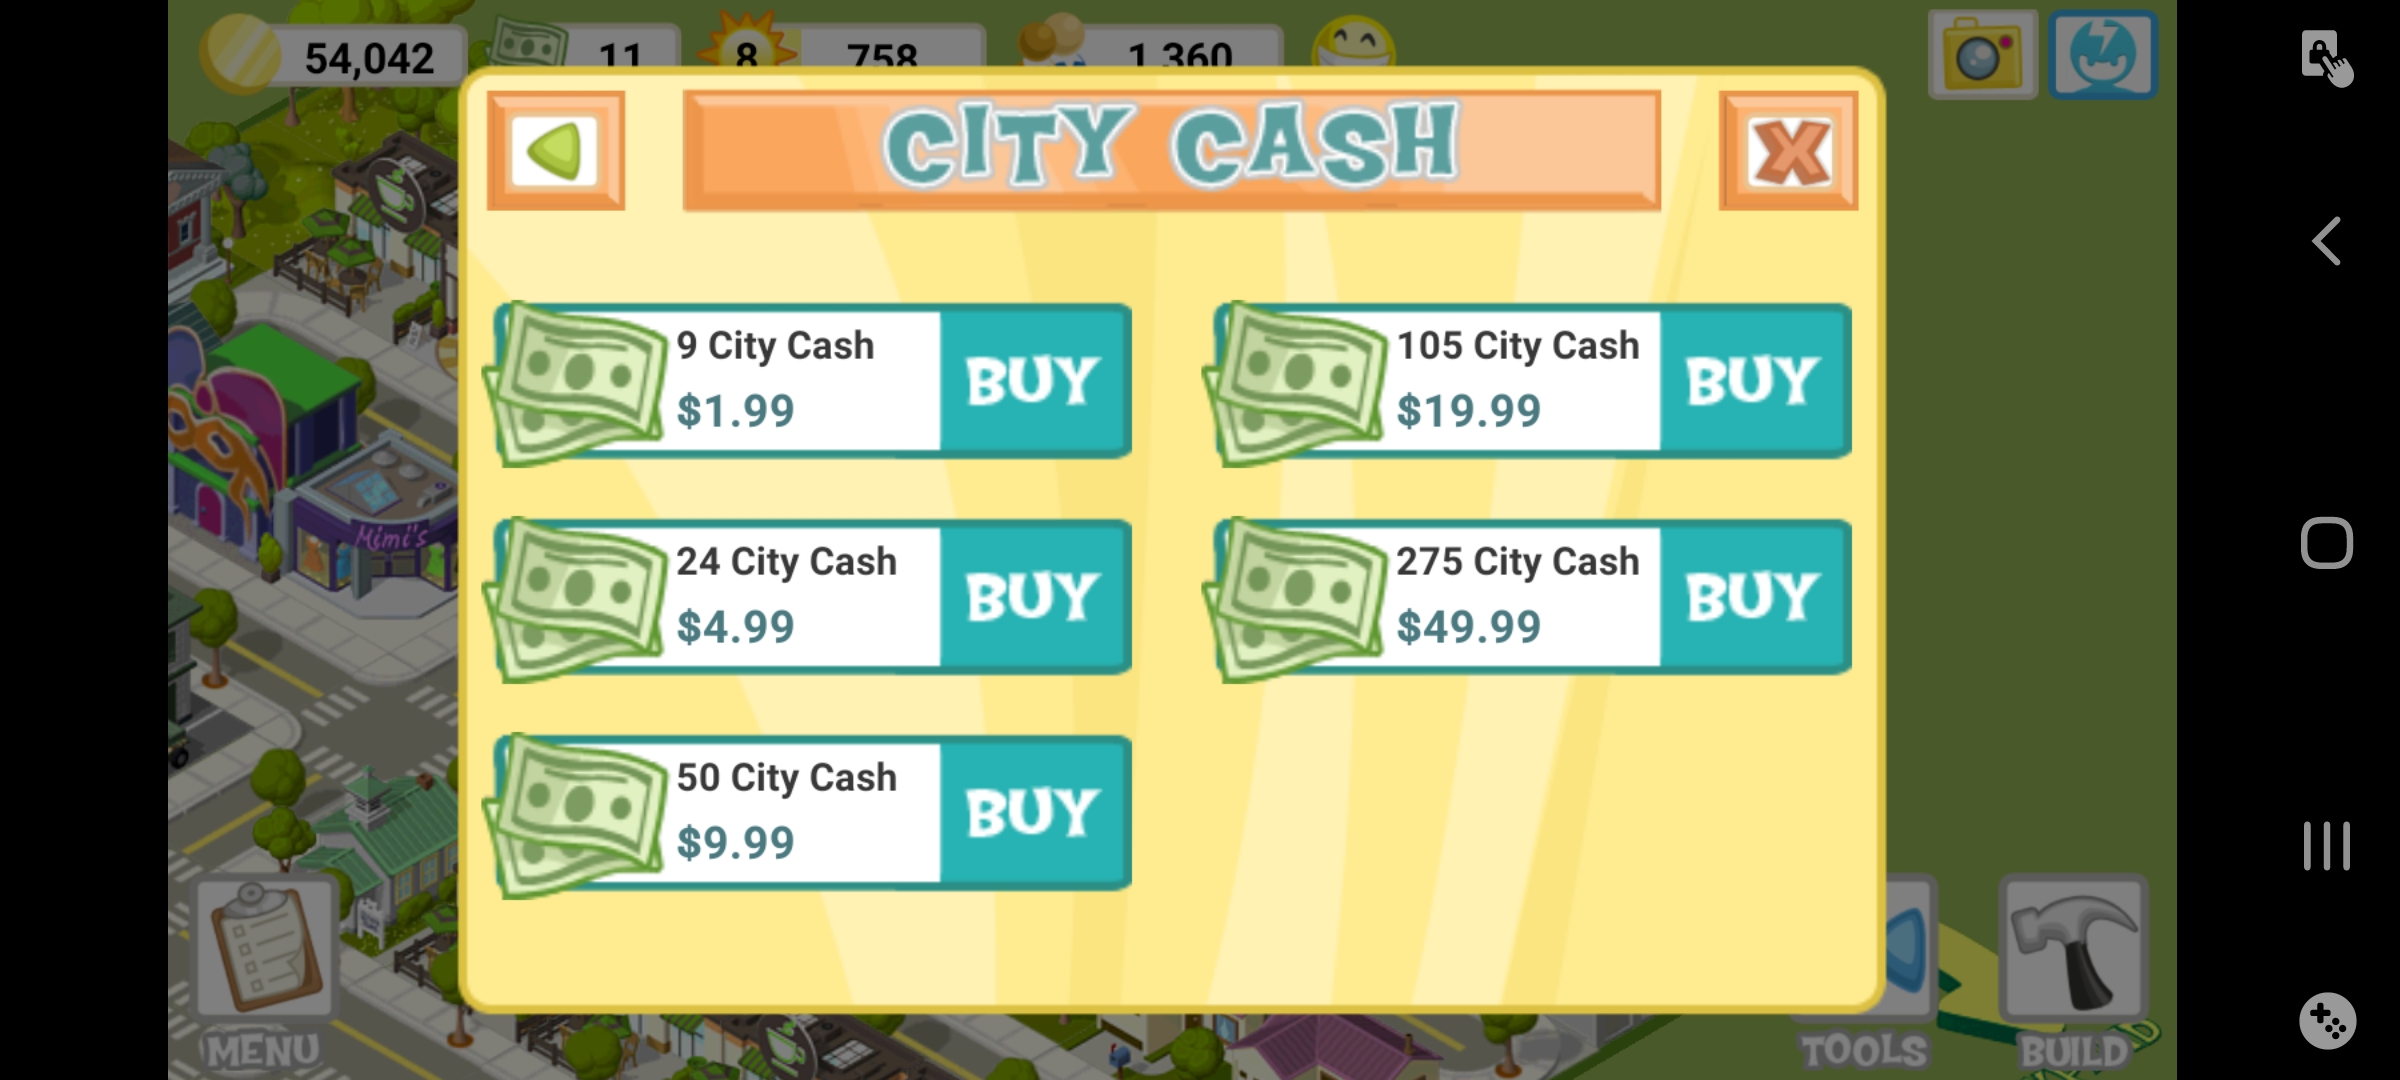 54,042
11
8
758
1,360
CITY CASH
9 City Cash
$1.99
BUY
105 City Cash
$19.99
BUY
24 City Cash
$4.99
BUY
275 City Cash
$49.99
BUY
50 City Cash
$9.99
BUY
Mimi's
MENU
TOOLS
BUILD